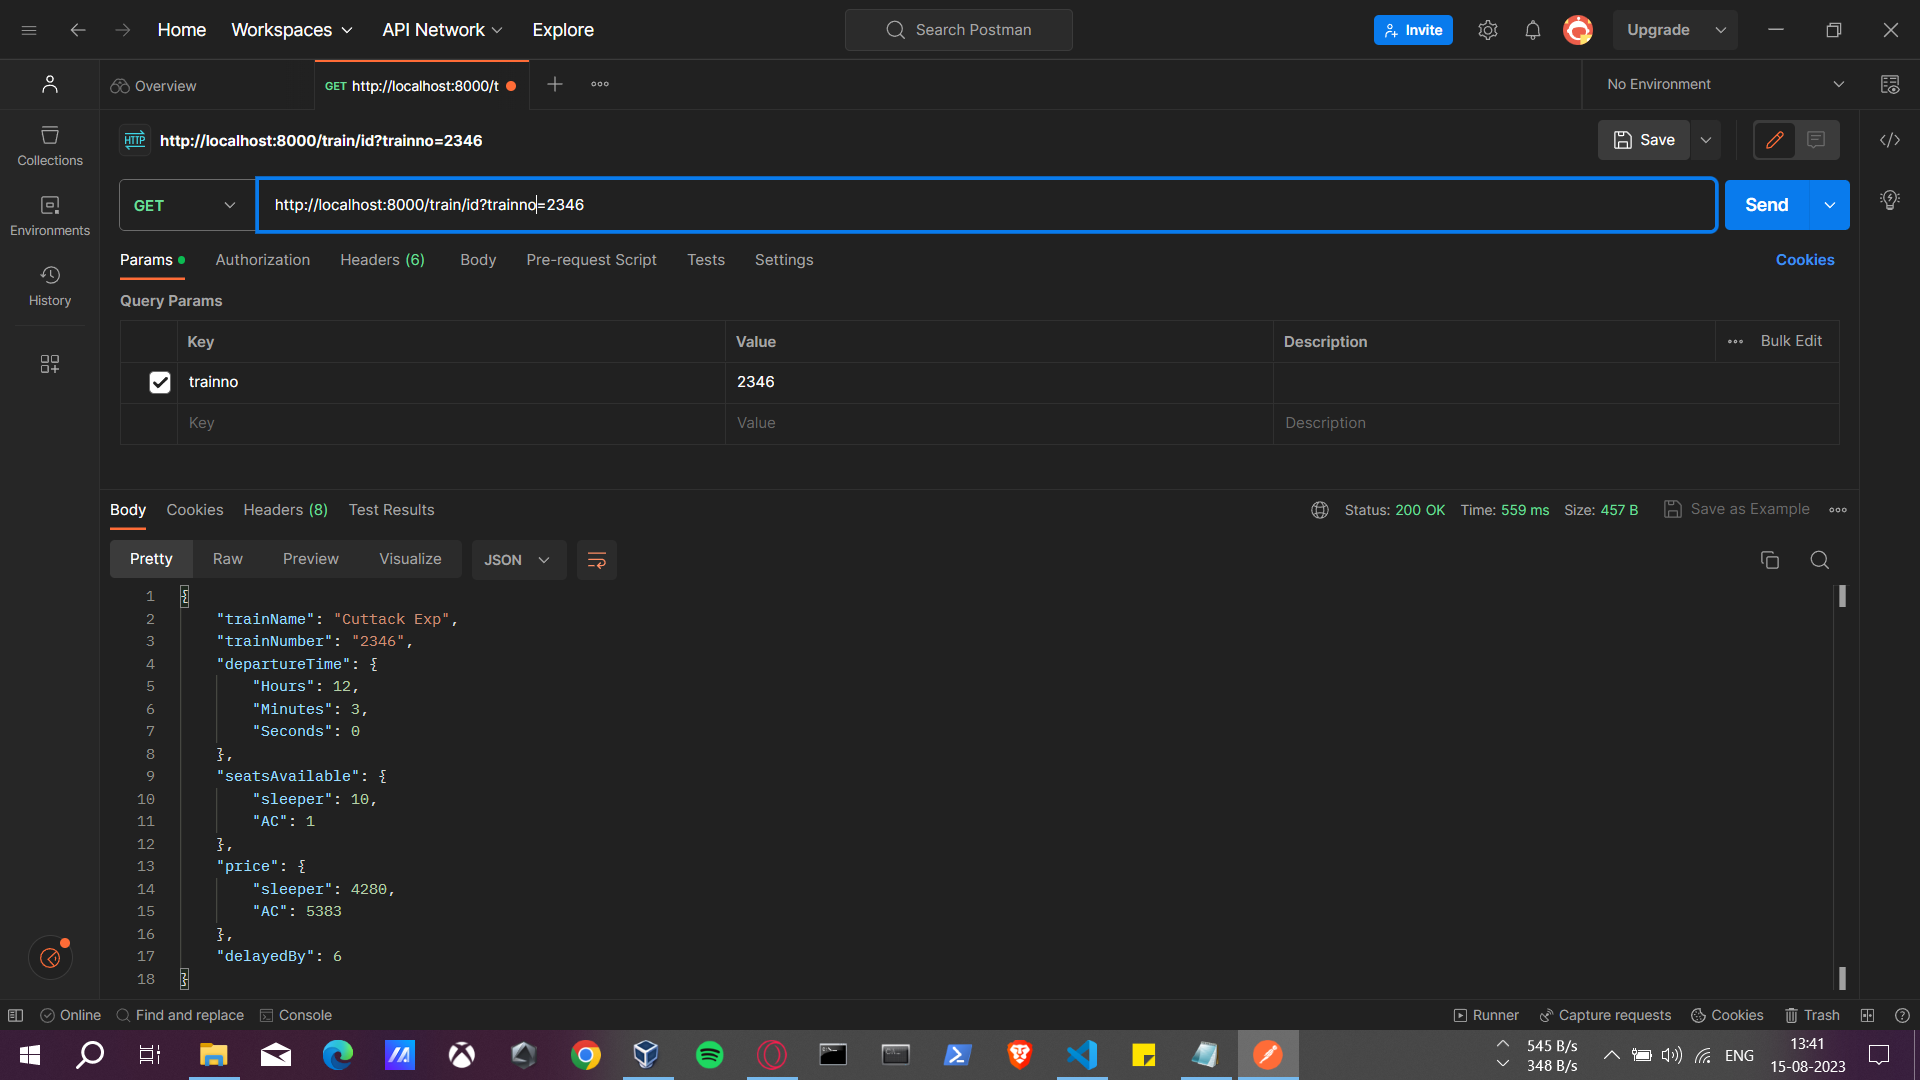 Home Workspaces API Network Explore Search Postman Invite Upgrade
Overview GET http://localhost:8000/t No Environment
HTTP http://localhost:8000/train/id?trainno=2346 Save
Collections
GET http://localhost:8000/train/id?trainno=2346 Send
Environments
Params Authorization Headers (6) Body Pre-request Script Tests Settings Cookies
History
Query Params
Key Value Description Bulk Edit
trainno 2346
Key Value Description
Body Cookies Headers (8) Test Results Status: 200 OK Time: 559 ms Size: 457 B Save as Example
Pretty Raw Preview Visualize JSON
1 {
2 "trainName": "Cuttack Exp",
3 "trainNumber": "2346",
4 "departureTime": {
5 "Hours": 12,
6 "Minutes": 3,
7 "Seconds": 0
8 },
9 "seatsAvailable": {
10 "sleeper": 10,
11 "AC": 1
12 },
13 "price": {
14 "sleeper": 4280,
15 "AC": 5383
16 },
17 "delayedBy": 6
18 }
Online Find and replace Console Runner Capture requests Cookies Trash
545 B/s
348 B/s
ENG
13:41
15-08-2023